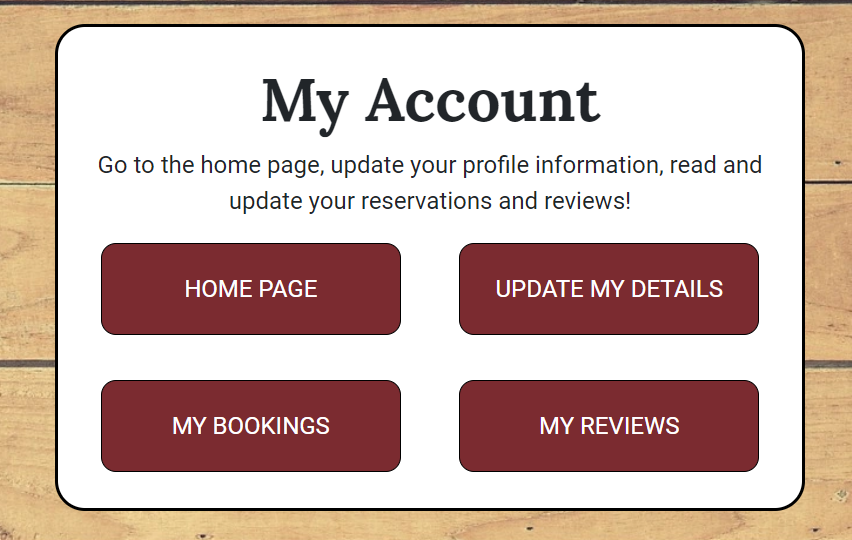 My Account
Go to the home page, update your profile information, read and
update your reservations and reviews!
HOME PAGE
UPDATE MY DETAILS
MY BOOKINGS
MY REVIEWS